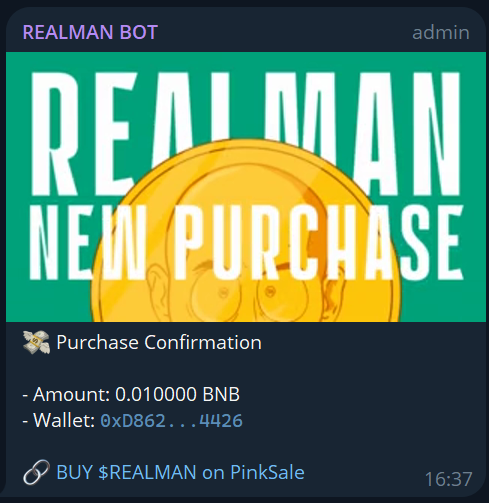 REALMAN BOT admin
REALMAN
NEW PURCHASE
💸 Purchase Confirmation
- Amount: 0.010000 BNB
- Wallet: 0xD862...4426
🔗 BUY $REALMAN on PinkSale
16:37